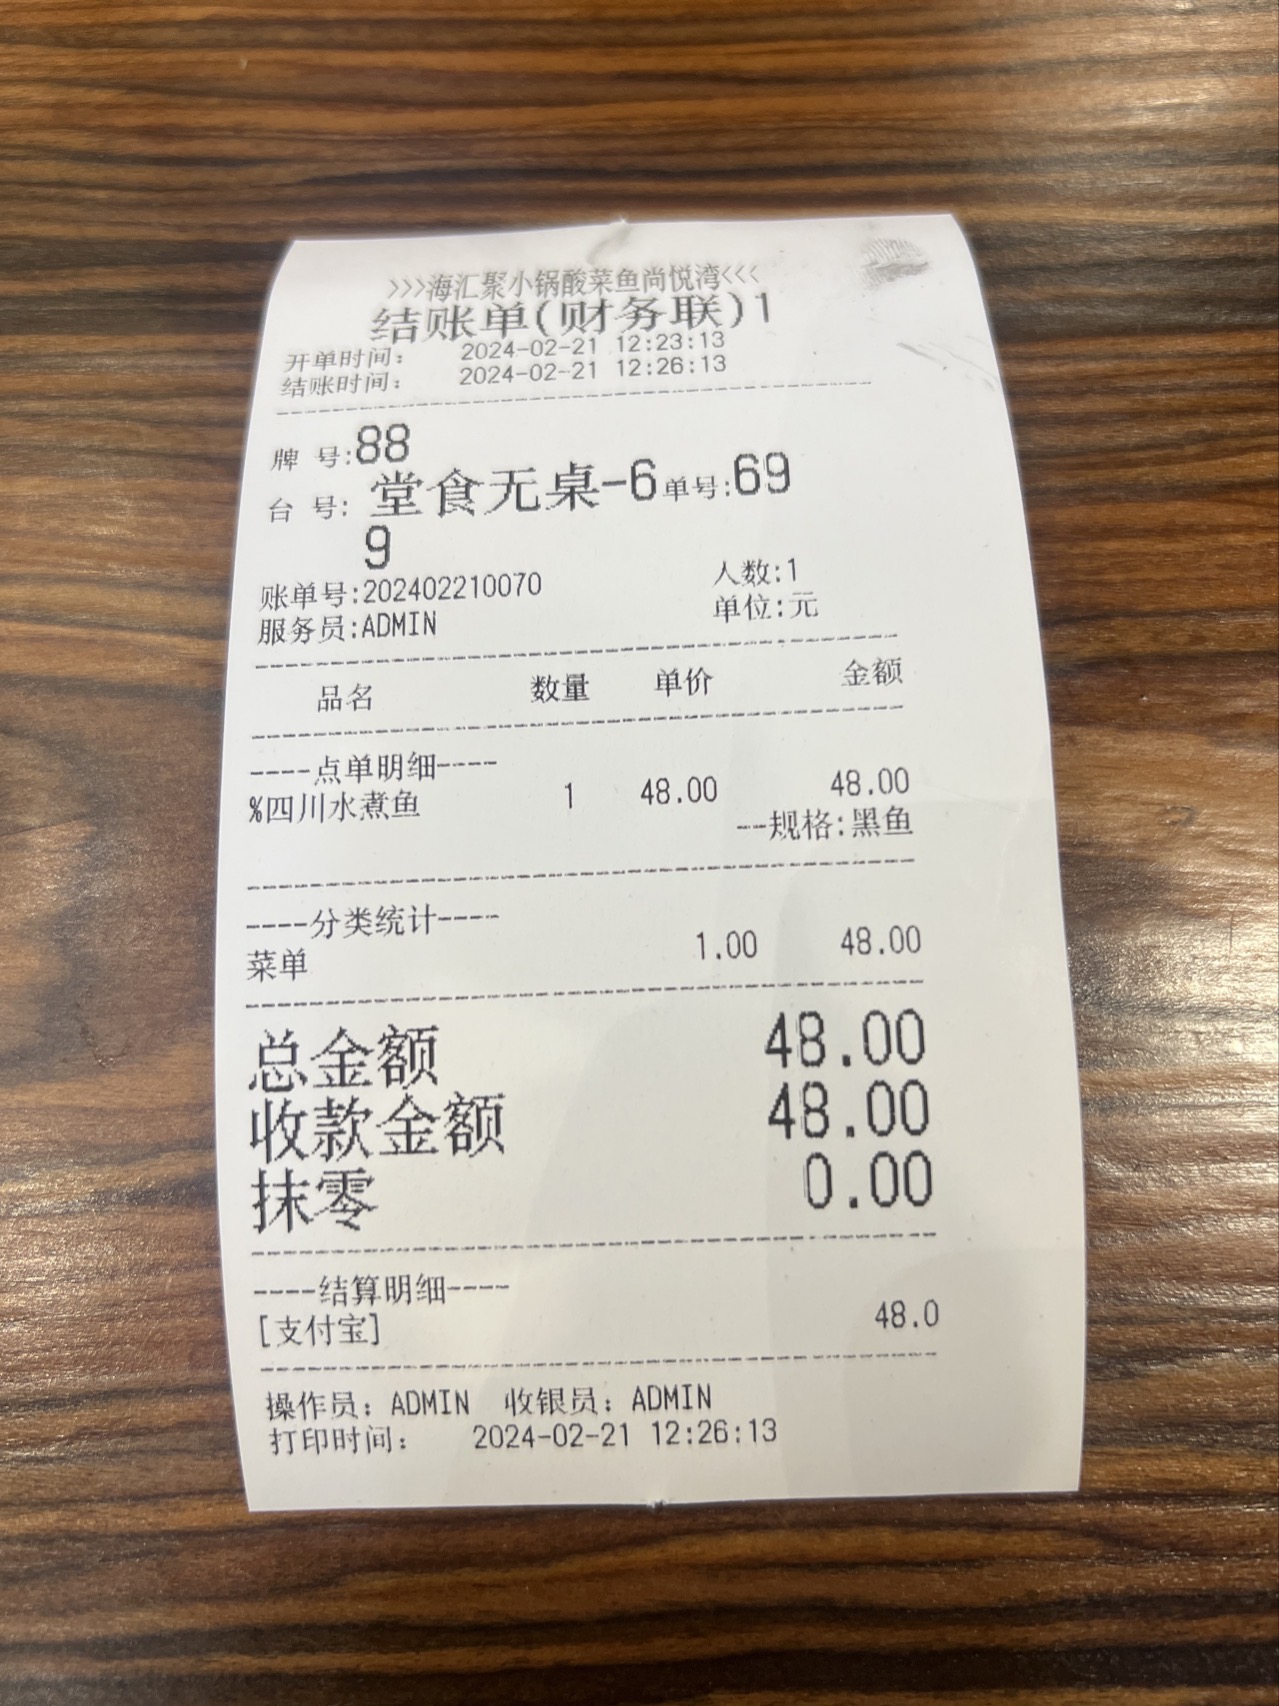 >>>海汇聚小锅酸菜鱼尚悦湾<<<
结账单(财务联)1
开单时间: 2024-02-21 12:23:13
结账时间: 2024-02-21 12:26:13
牌 号:88
台 号: 堂食无桌-6单号:69
9
账单号:202402210070 人数:1
服务员:ADMIN 单位:元
品名 数量 单价 金额
----点单明细----
%四川水煮鱼 1 48.00 48.00
--规格:黑鱼
----分类统计----
菜单 1.00 48.00
总金额 48.00
收款金额 48.00
抹零 0.00
----结算明细----
[支付宝] 48.0
操作员: ADMIN 收银员: ADMIN
打印时间: 2024-02-21 12:26:13